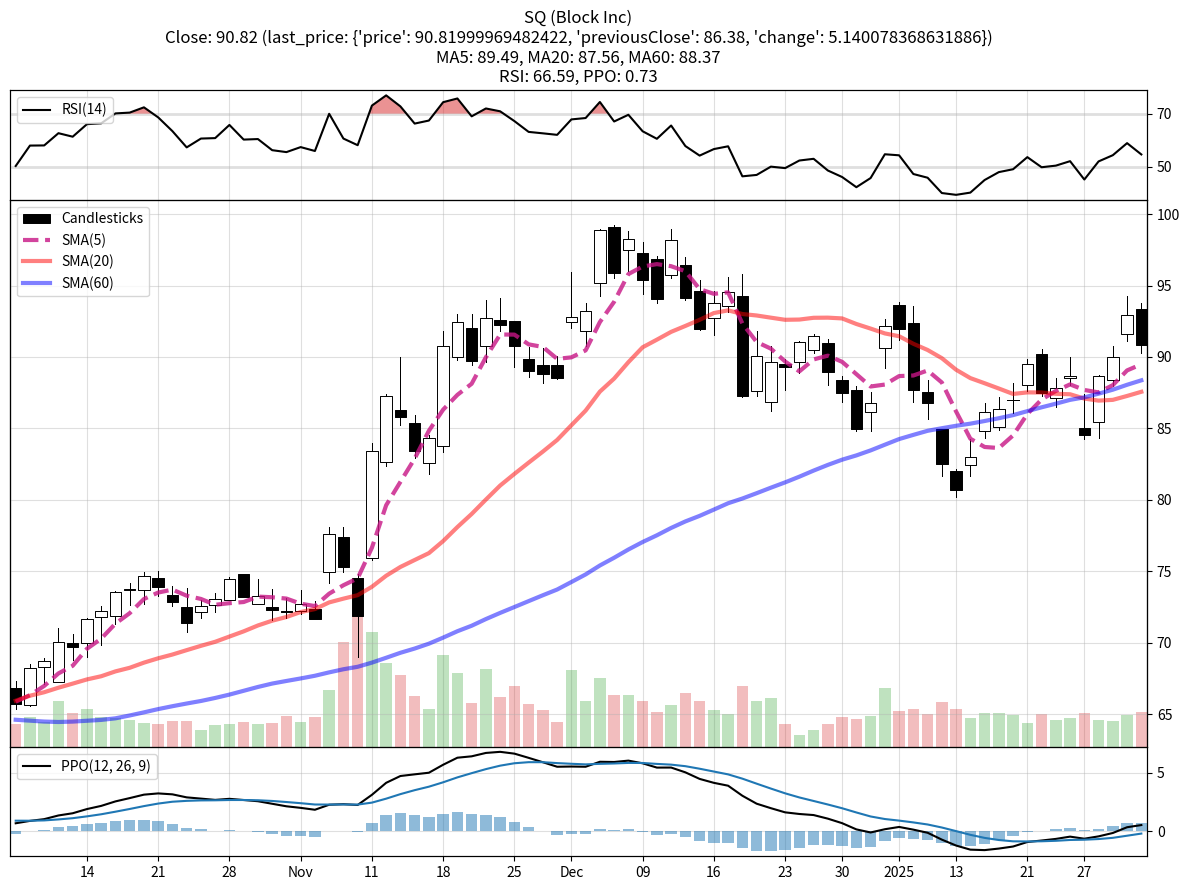 SQ (Block Inc)
Close: 90.82 (last_price: {'price': 90.81999969482422, 'previousClose': 86.38, 'change': 5.140078368631886})
MA5: 89.49, MA20: 87.56, MA60: 88.37
RSI: 66.59, PPO: 0.73
RSI(14)
70
50
Candlesticks
SMA(5)
SMA(20)
SMA(60)
100
95
90
85
80
75
70
65
PPO(12, 26, 9)
5
0
14 21 28 Nov 11 18 25 Dec 09 16 23 30 2025 13 21 27